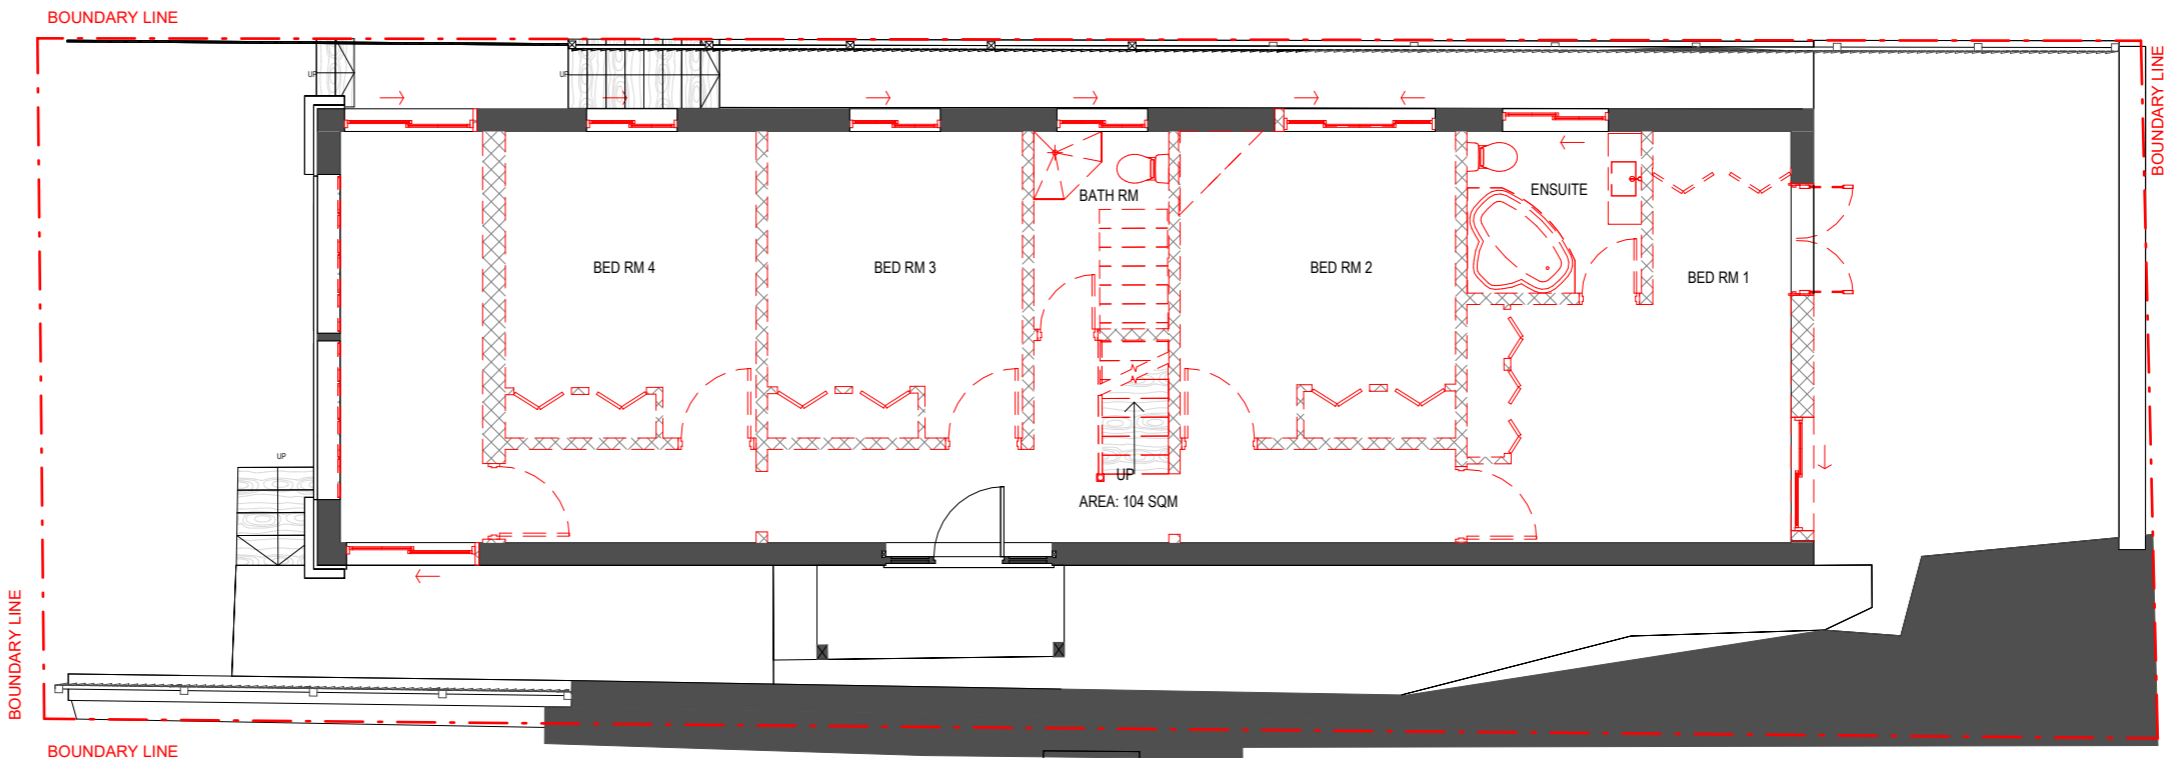 BOUNDARY LINE
BOUNDARY LINE
UP
UP
BATH RM
ENSUITE
BED RM 4
BED RM 3
BED RM 2
BED RM 1
UP
UP
AREA: 104 SQM
BOUNDARY LINE
BOUNDARY LINE